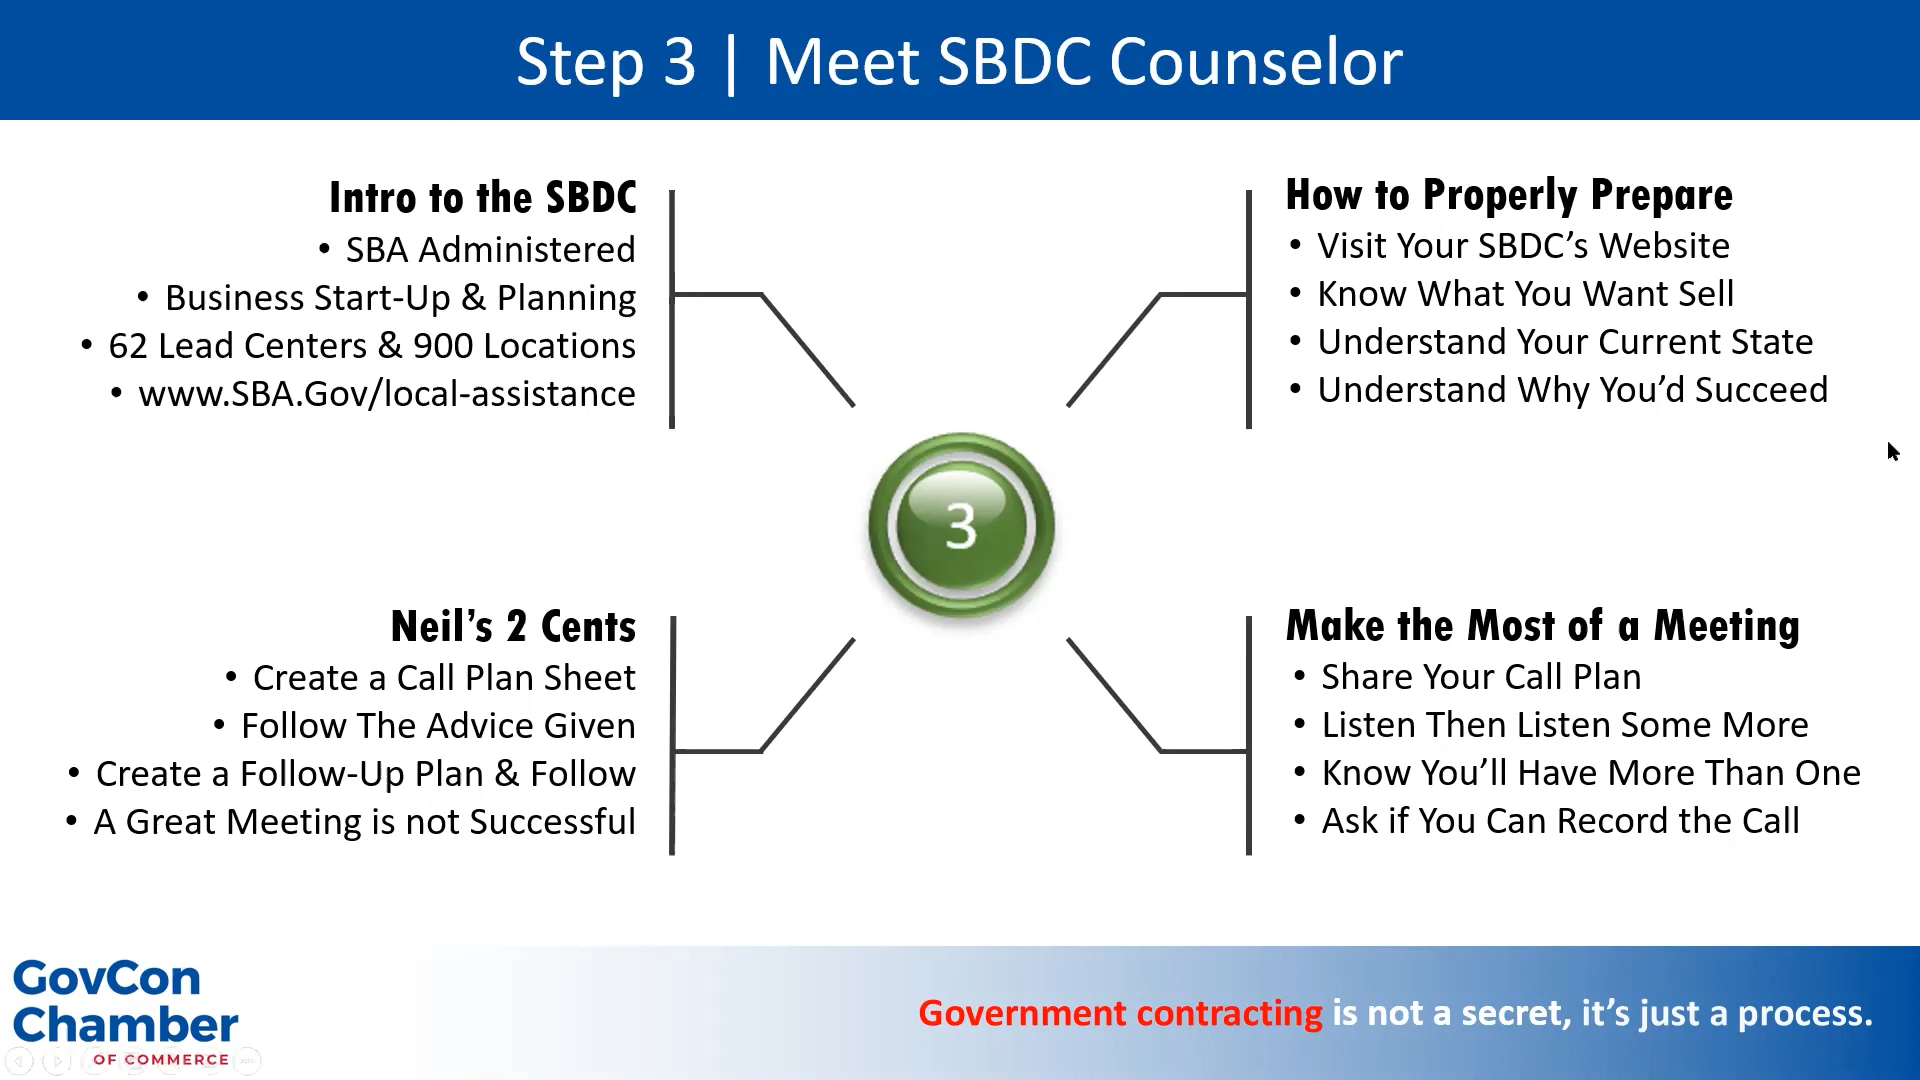 Step 3 | Meet SBDC Counselor
Intro to the SBDC
• SBA Administered
• Business Start-Up & Planning
• 62 Lead Centers & 900 Locations
• www.SBA.Gov/local-assistance
How to Properly Prepare
• Visit Your SBDC’s Website
• Know What You Want Sell
• Understand Your Current State
• Understand Why You’d Succeed
3
Neil’s 2 Cents
• Create a Call Plan Sheet
• Follow The Advice Given
• Create a Follow-Up Plan & Follow
• A Great Meeting is not Successful
Make the Most of a Meeting
• Share Your Call Plan
• Listen Then Listen Some More
• Know You’ll Have More Than One
• Ask if You Can Record the Call
GovCon
Chamber
OF COMMERCE
Government contracting is not a secret, it’s just a process.